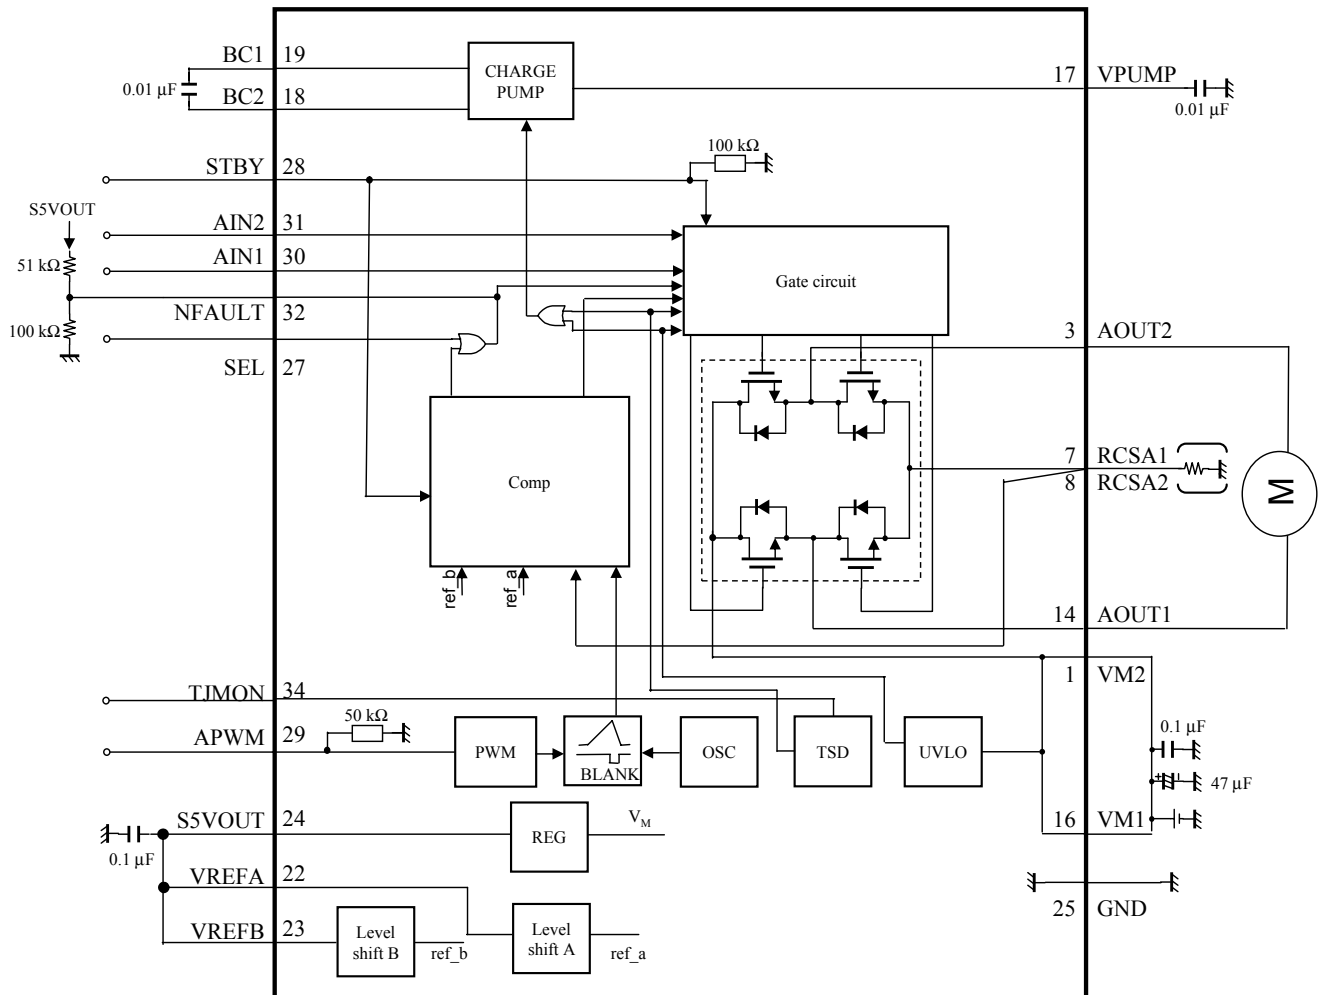 BC1 19
0.01 µF
BC2 18
CHARGE
PUMP
17 VPUMP
0.01 µF
STBY 28
100 kΩ
S5VOUT
AIN2 31
51 kΩ
AIN1 30
Gate circuit
NFAULT 32
100 kΩ
SEL 27
3 AOUT2
Comp
7 RCSA1
8 RCSA2
M
ref_b
ref_a
14 AOUT1
1 VM2
TJMON 34
50 kΩ
APWM 29
PWM
BLANK
OSC
TSD
UVLO
0.1 µF
+
47 µF
S5VOUT 24
0.1 µF
REG
VM
16 VM1
VREFA 22
VREFB 23
Level
shift B
ref_b
Level
shift A
ref_a
25 GND